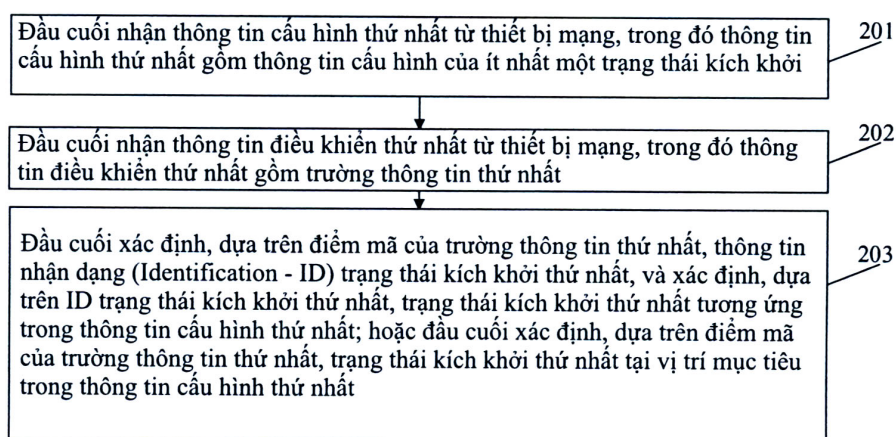 Đầu cuối nhận thông tin cấu hình thứ nhất từ thiết bị mạng, trong đó thông tin
cấu hình thứ nhất gồm thông tin cấu hình của ít nhất một trạng thái kích khởi
201
Đầu cuối nhận thông tin điều khiển thứ nhất từ thiết bị mạng, trong đó thông
tin điều khiển thứ nhất gồm trường thông tin thứ nhất
202
Đầu cuối xác định, dựa trên điểm mã của trường thông tin thứ nhất, thông tin
nhận dạng (Identification - ID) trạng thái kích khởi thứ nhất, và xác định, dựa
trên ID trạng thái kích khởi thứ nhất, trạng thái kích khởi thứ nhất tương ứng
trong thông tin cấu hình thứ nhất; hoặc đầu cuối xác định, dựa trên điểm mã
của trường thông tin thứ nhất, trạng thái kích khởi thứ nhất tại vị trí mục tiêu
trong thông tin cấu hình thứ nhất
203